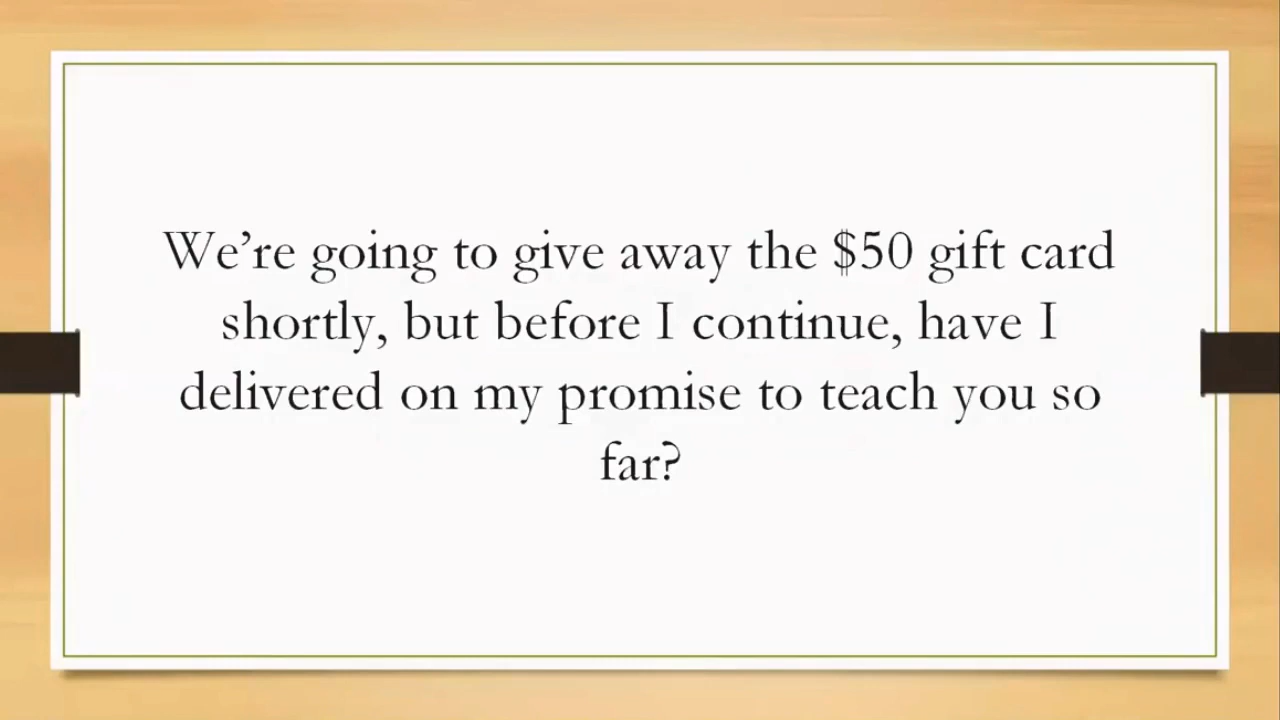 We’re going to give away the $50 gift card
shortly, but before I continue, have I
delivered on my promise to teach you so
far?